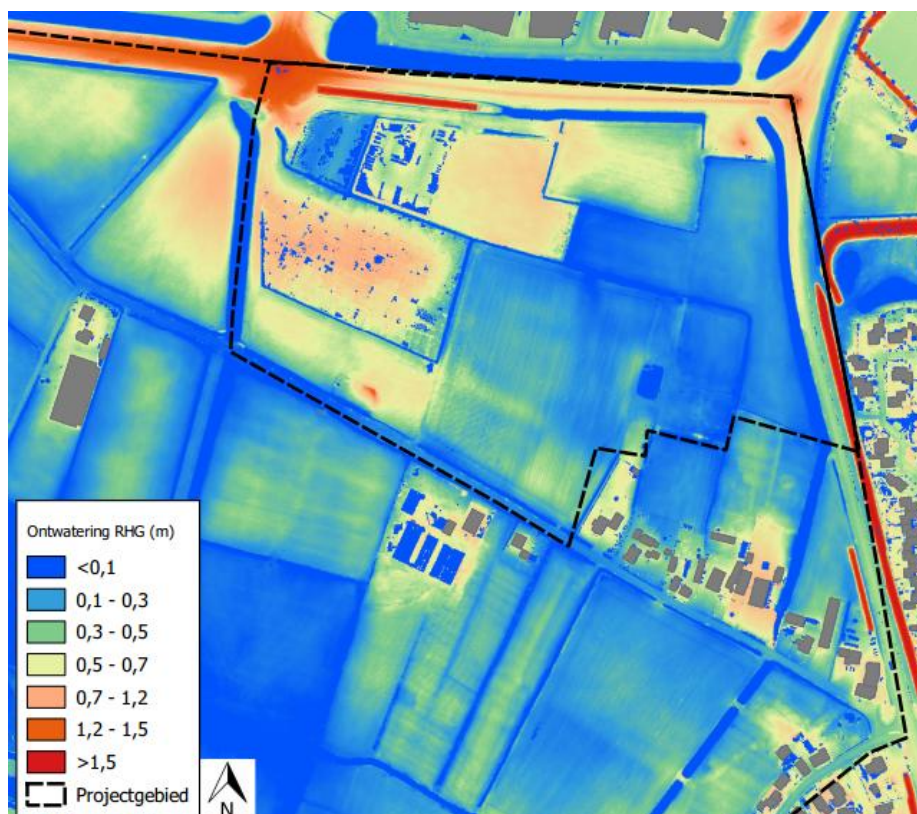 Ontwatering RHG (m)
<0,1
0,1 - 0,3
0,3 - 0,5
0,5 - 0,7
0,7 - 1,2
1,2 - 1,5
>1,5
Projectgebied
N